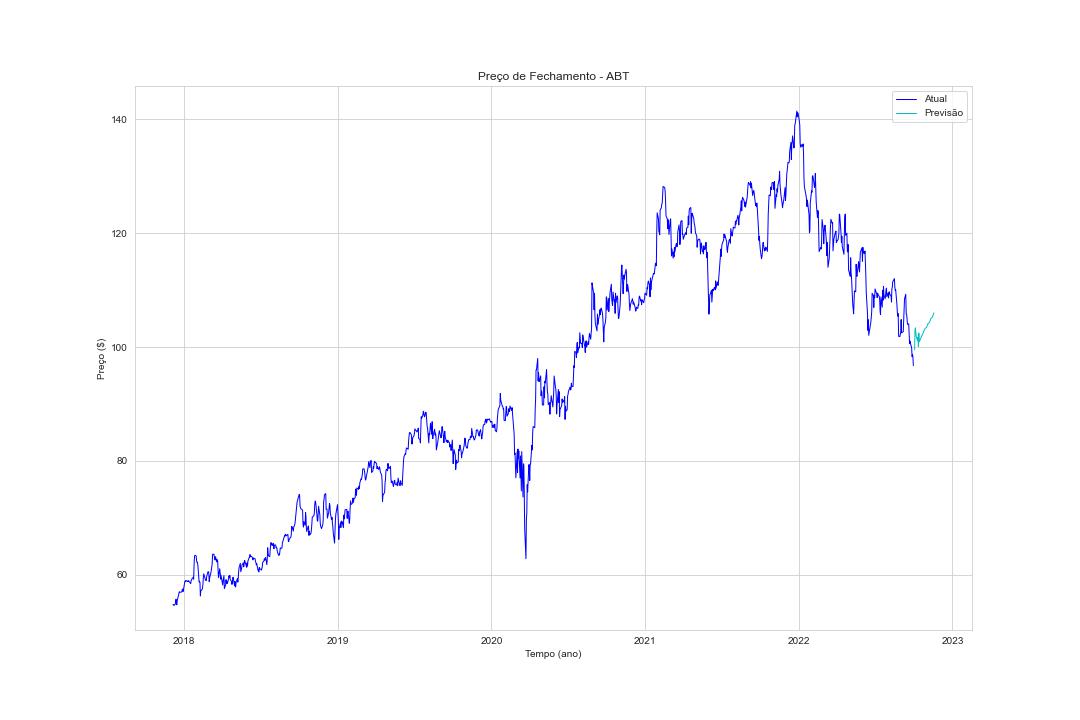 Preço de Fechamento - ABT
Atual
Previsão
140
120
100
80
60
Preço ($)
2018
2019
2020
2021
2022
2023
Tempo (ano)